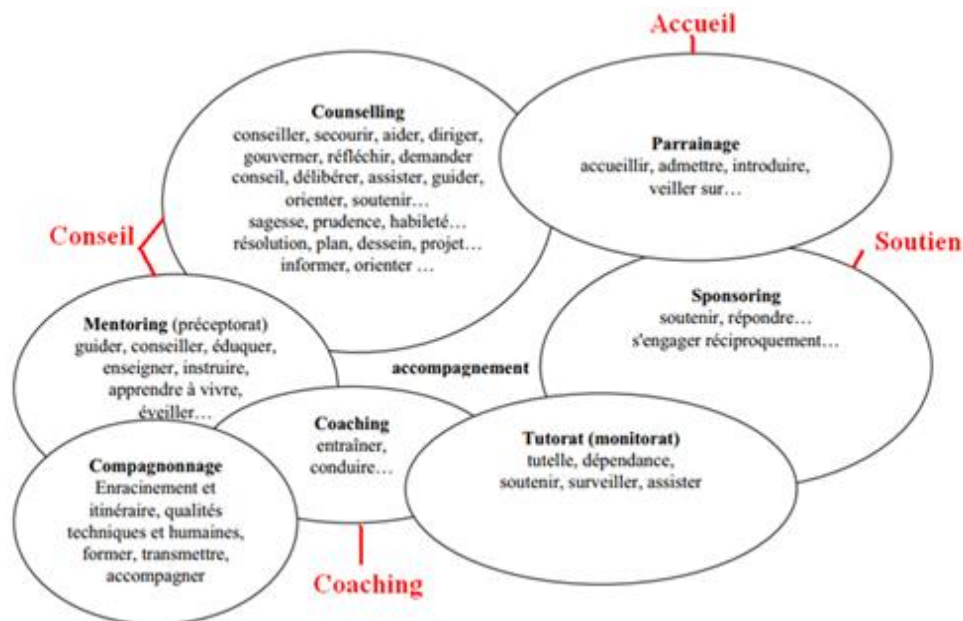 Accueil
Counselling
conseiller, secourir, aider, diriger,
gouverner, réfléchir, demander
conseil, délibérer, assister, guider,
orienter, soutenir…
sagesse, prudence, habileté…
résolution, plan, dessein, projet…
informer, orienter …
Parrainage
accueillir, admettre, introduire,
veiller sur…
Conseil
Soutien
Mentoring (préceptorat)
guider, conseiller, éduquer,
enseigner, instruire,
apprendre à vivre,
éveiller…
Sponsoring
soutenir, répondre…
s'engager réciproquement…
accompagnement
Coaching
entraîner,
conduire…
Tutorat (monitorat)
tutelle, dépendance,
soutenir, surveiller, assister
Compagnonnage
Enracinement et
itinéraire, qualités
techniques et humaines,
former, transmettre,
accompagner
Coaching